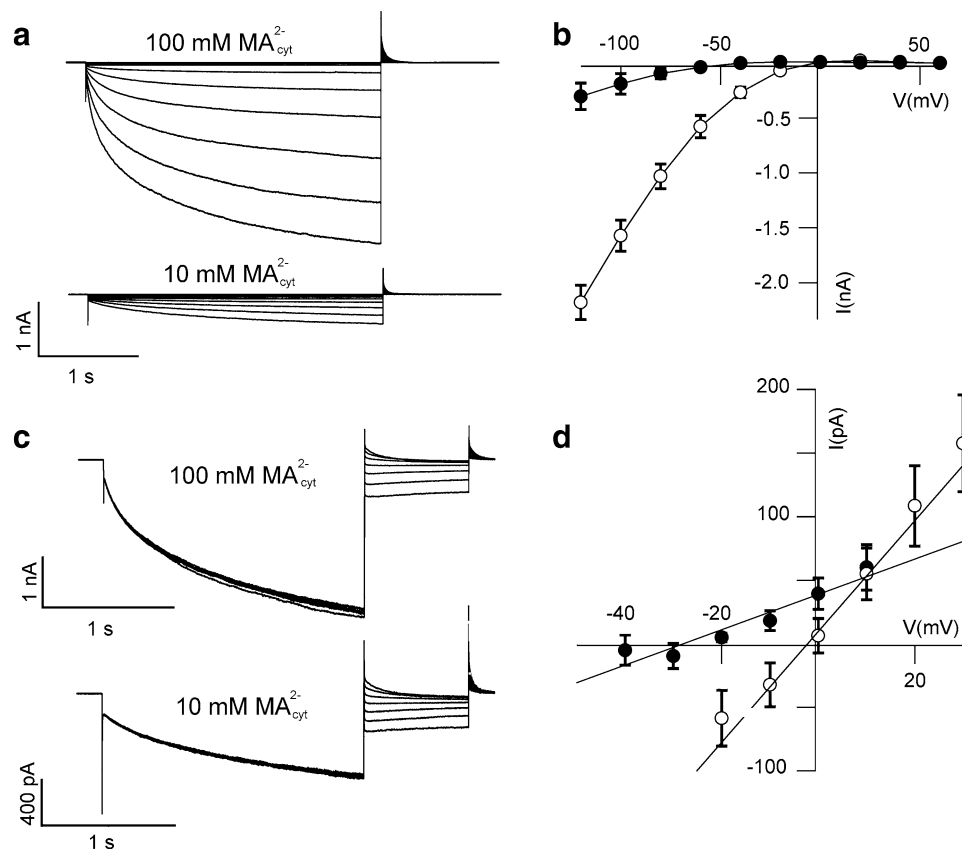 a
100 mM MA²⁻cyt
10 mM MA²⁻cyt
1 nA
1 s
b
-100 -50 50
V(mV)
-0.5
-1.0
-1.5
-2.0
I(nA)
c
100 mM MA²⁻cyt
1 nA
1 s
10 mM MA²⁻cyt
400 pA
1 s
d
200
I(pA)
100
-40 -20
V(mV)
20
-100